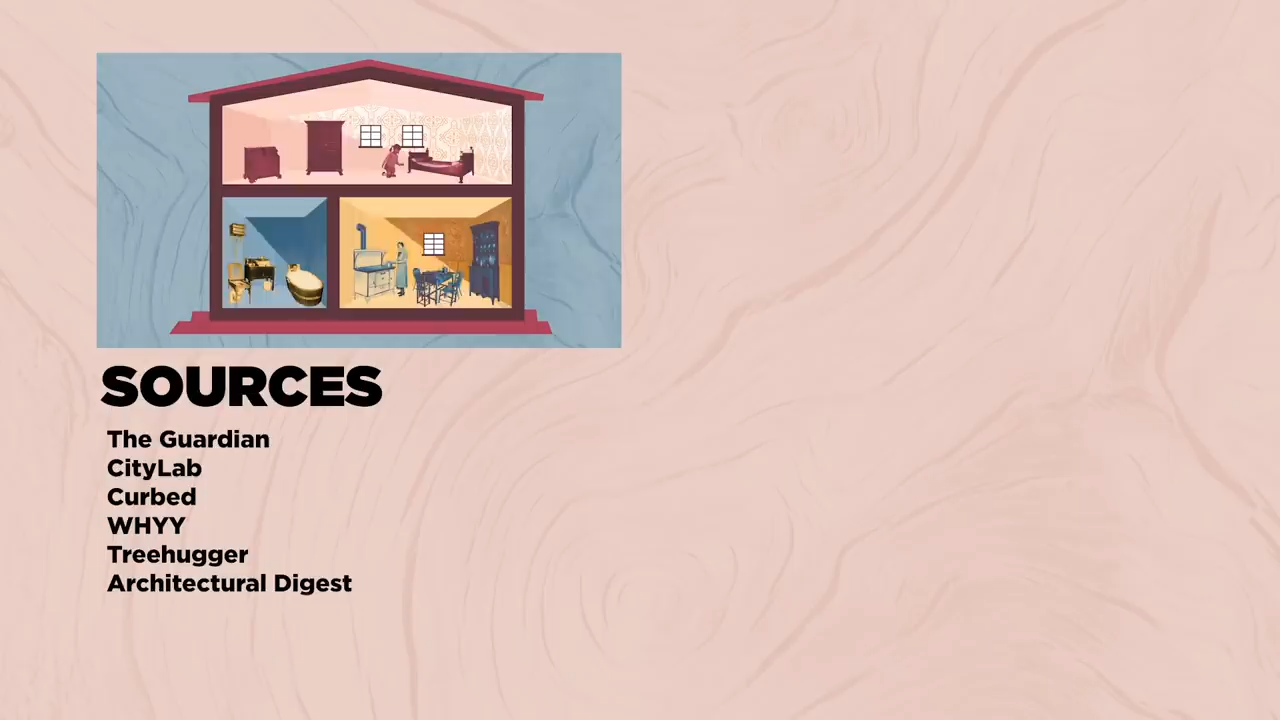 SOURCES
The Guardian
CityLab
Curbed
WHYY
Treehugger
Architectural Digest